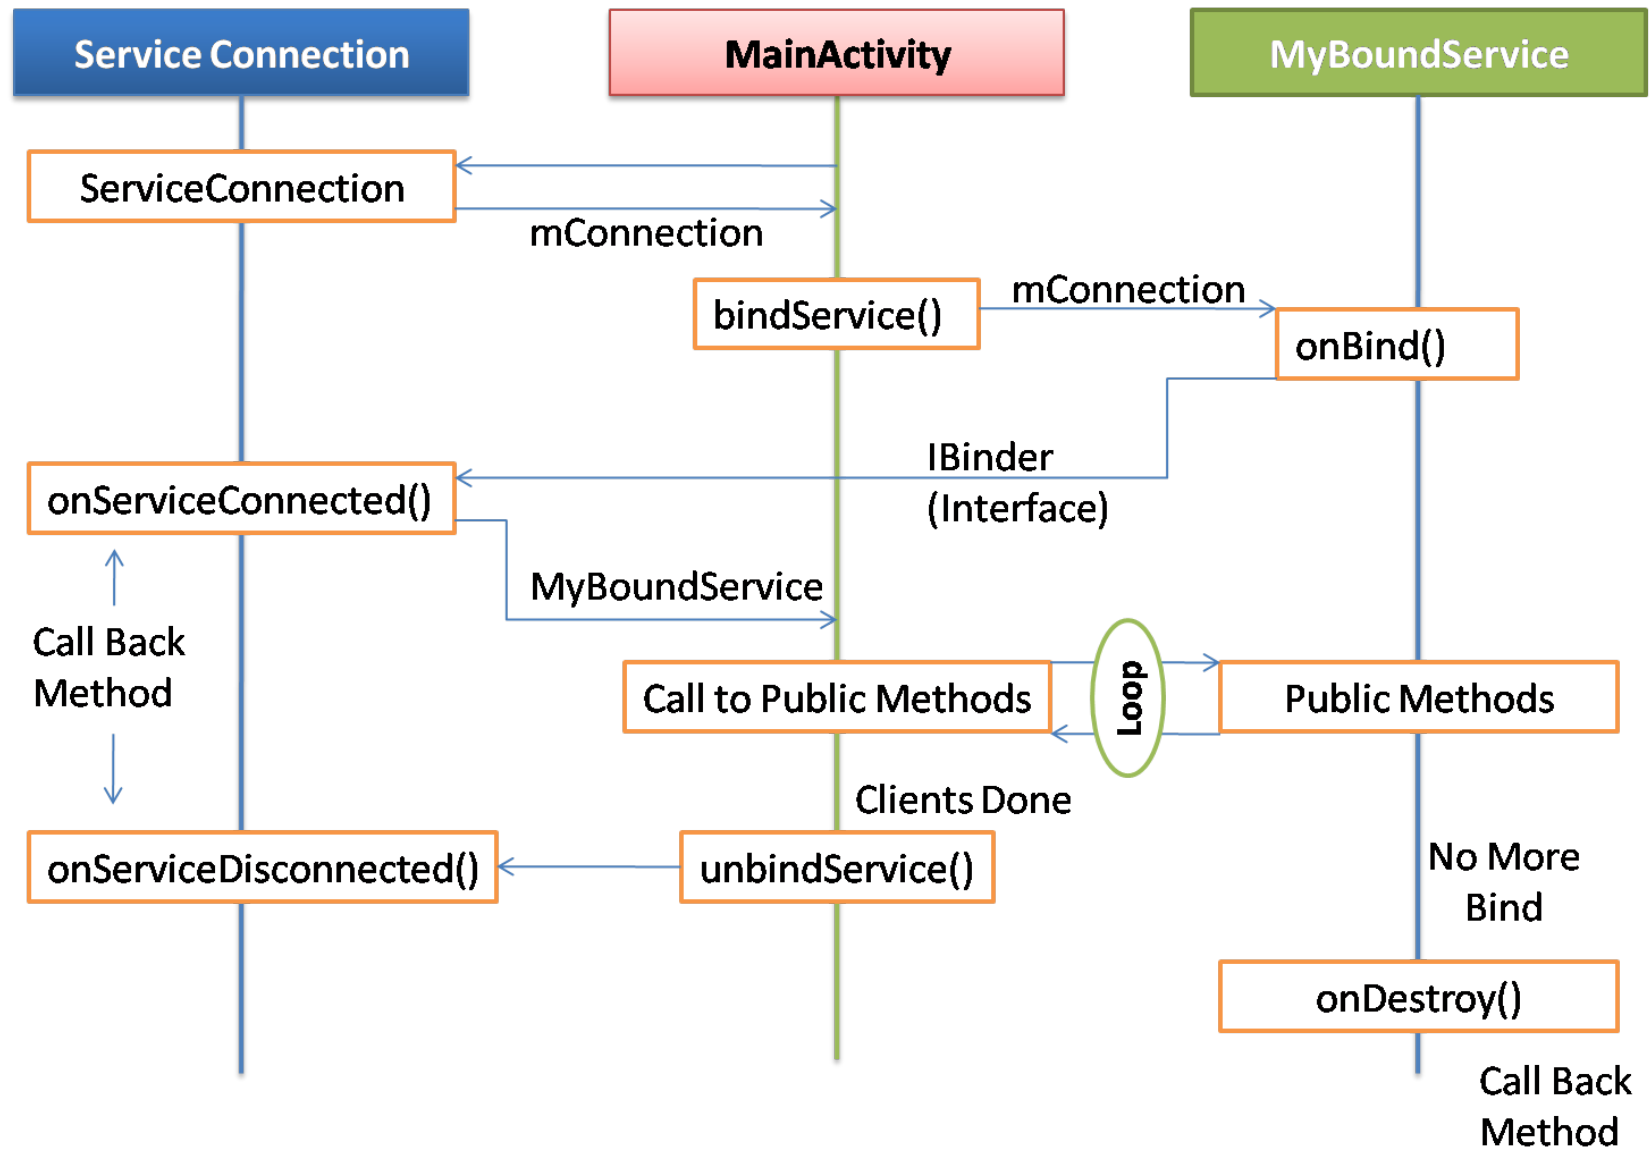 Service Connection
MainActivity
MyBoundService
ServiceConnection
mConnection
bindService()
mConnection
onBind()
IBinder
(Interface)
onServiceConnected()
MyBoundService
Call Back
Method
Call to Public Methods
Loop
Public Methods
Clients Done
onServiceDisconnected()
unbindService()
No More
Bind
onDestroy()
Call Back
Method